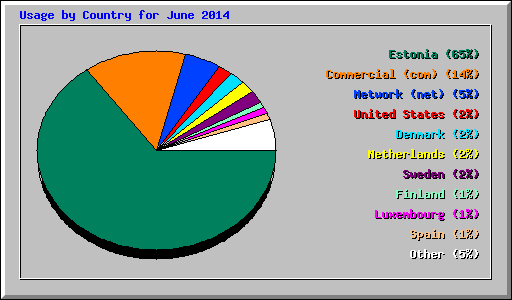 Usage by Country for June 2014
Estonia (65%)
Commercial (com) (14%)
Network (net) (5%)
United States (2%)
Denmark (2%)
Netherlands (2%)
Sweden (2%)
Finland (1%)
Luxembourg (1%)
Spain (1%)
Other (5%)